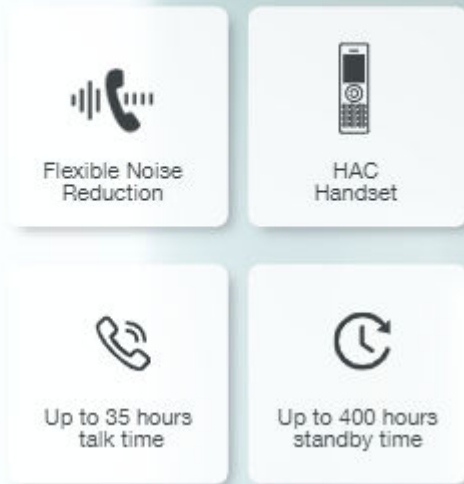 Flexible Noise
Reduction
HAC
Handset
Up to 35 hours
talk time
Up to 400 hours
standby time